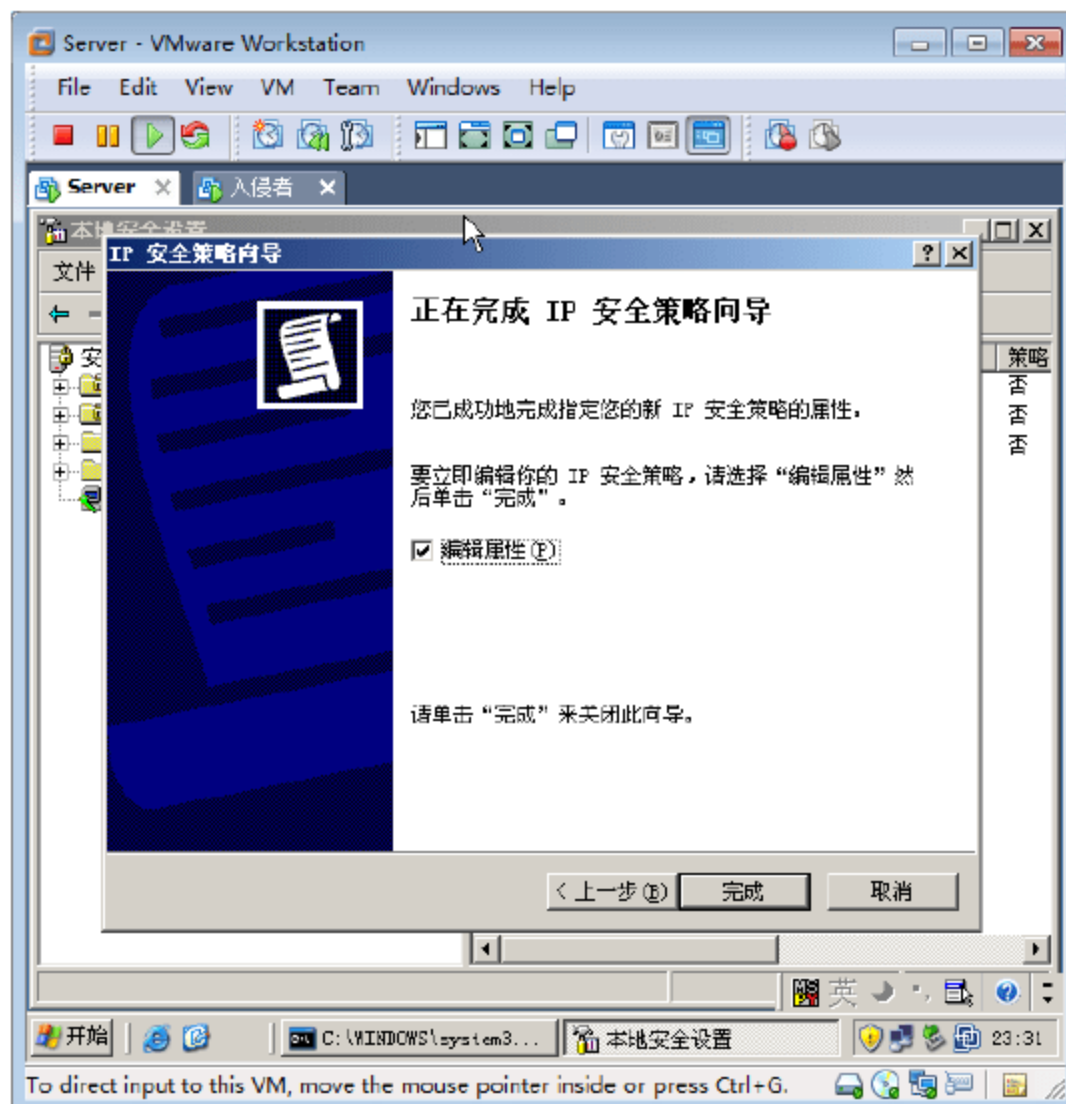 Server - VMware Workstation
File Edit View VM Team Windows Help
Server 入侵者
本地安全设置
IP 安全策略向导
文件
正在完成 IP 安全策略向导
安
策略
否
否
否
您已成功地完成指定您的新 IP 安全策略的属性。
要立即编辑你的 IP 安全策略，请选择“编辑属性”然
后单击“完成”。
编辑属性(P)
请单击“完成”来关闭此向导。
< 上一步(B) 完成 取消
英
开始 C:\WINDOWS\system3... 本地安全设置 23:31
To direct input to this VM, move the mouse pointer inside or press Ctrl+G.